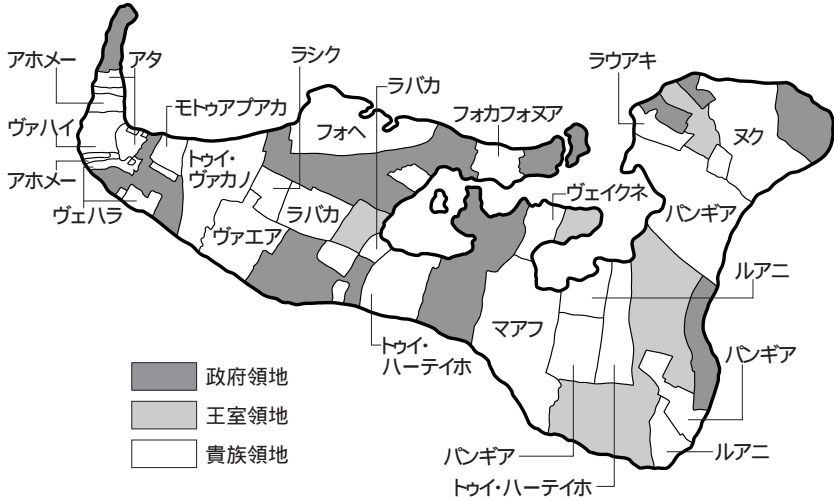 アホメー
アタ
ラシク
ラバカ
ラウアキ
モトゥアプアカ
フォヘ
フォカフォヌア
ヌク
ヴァハイ
トゥイ・
ヴァカノ
アホメー
ヴェハラ
ヴァエア
ラバカ
ヴェイクネ
パンギア
ルアニ
マアフ
トゥイ・
ハーテイホ
パンギア
政府領地
王室領地
貴族領地
パンギア
ルアニ
トゥイ・ハーテイホ